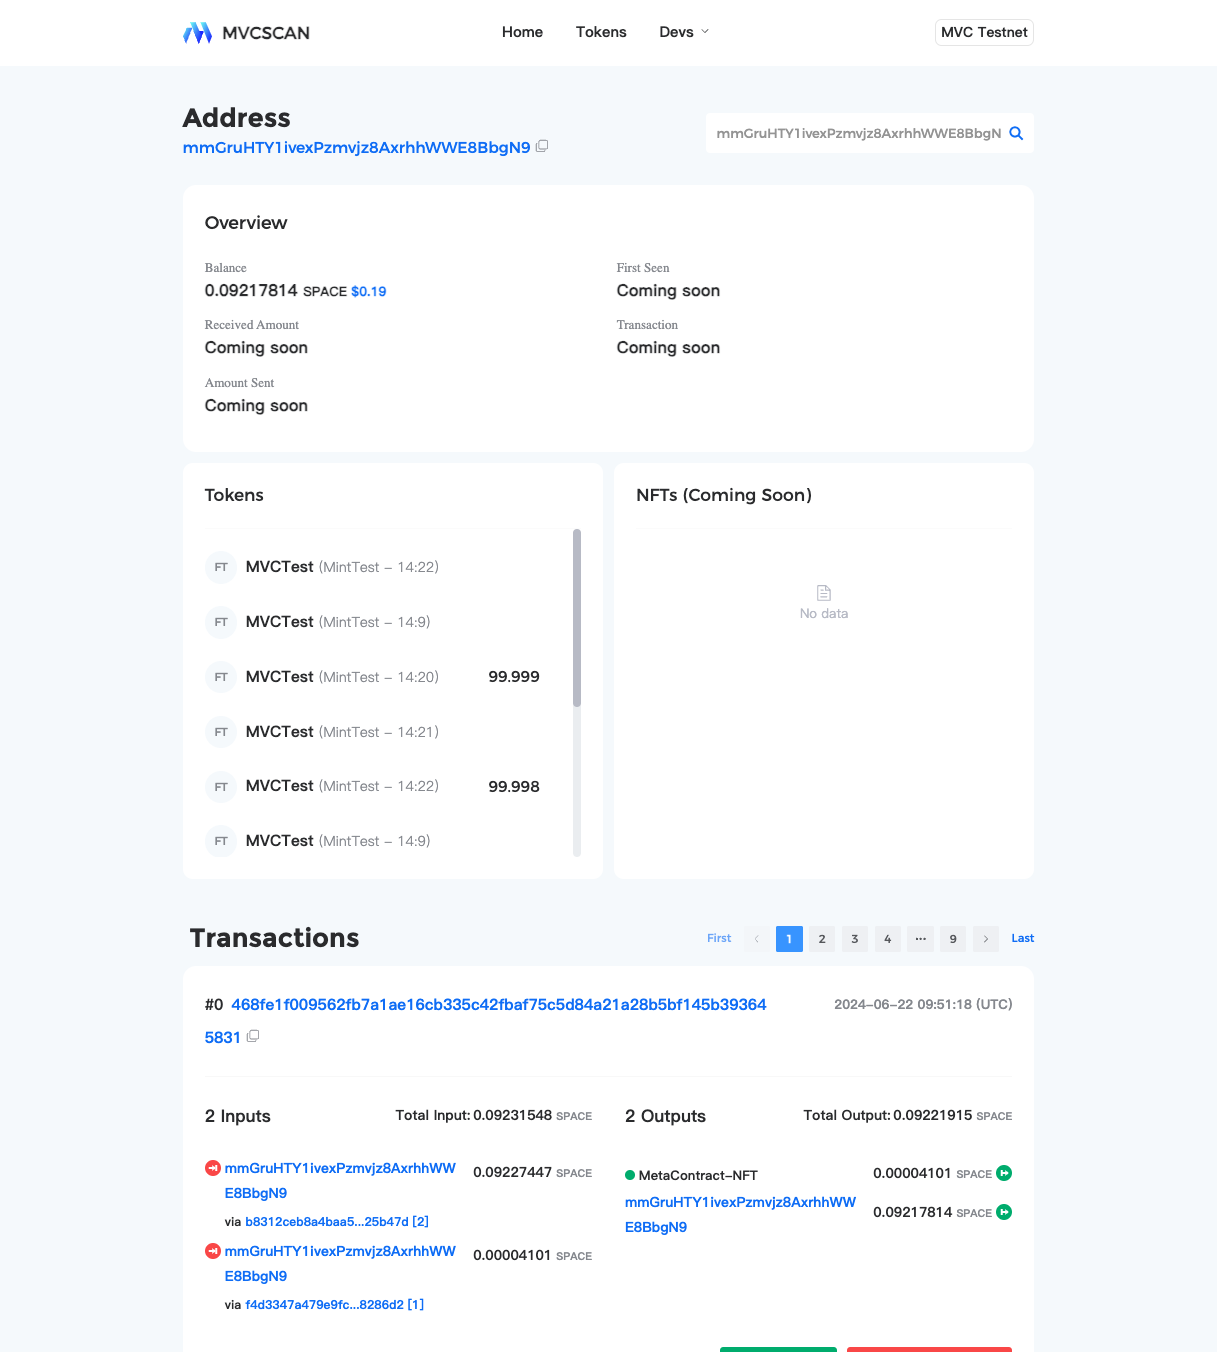 MVCSCAN
Home Tokens Devs
MVC Testnet
Address
mmGruHTY1ivexPzmvjz8AxrhhWWE8BbgN9
mmGruHTY1ivexPzmvjz8AxrhhWWE8BbgN
Overview
Balance
0.09217814 SPACE $0.19
First Seen
Coming soon
Received Amount
Coming soon
Transaction
Coming soon
Amount Sent
Coming soon
Tokens
FT MVCTest (MintTest - 14:22)
FT MVCTest (MintTest - 14:9)
FT MVCTest (MintTest - 14:20) 99.999
FT MVCTest (MintTest - 14:21)
FT MVCTest (MintTest - 14:22) 99.998
FT MVCTest (MintTest - 14:9)
NFTs (Coming Soon)
No data
Transactions
First 1 2 3 4 ••• 9 Last
#0 468fe1f009562fb7a1ae16cb335c42fbaf75c5d84a21a28b5bf145b39364
5831
2024-06-22 09:51:18 (UTC)
2 Inputs Total Input: 0.09231548 SPACE
mmGruHTY1ivexPzmvjz8AxrhhWW
E8BbgN9
0.09227447 SPACE
via b8312ceb8a4baa5...25b47d [2]
mmGruHTY1ivexPzmvjz8AxrhhWW
E8BbgN9
0.00004101 SPACE
via f4d3347a479e9fc...8286d2 [1]
2 Outputs Total Output: 0.09221915 SPACE
MetaContract-NFT 0.00004101 SPACE
mmGruHTY1ivexPzmvjz8AxrhhWW
E8BbgN9
0.09217814 SPACE